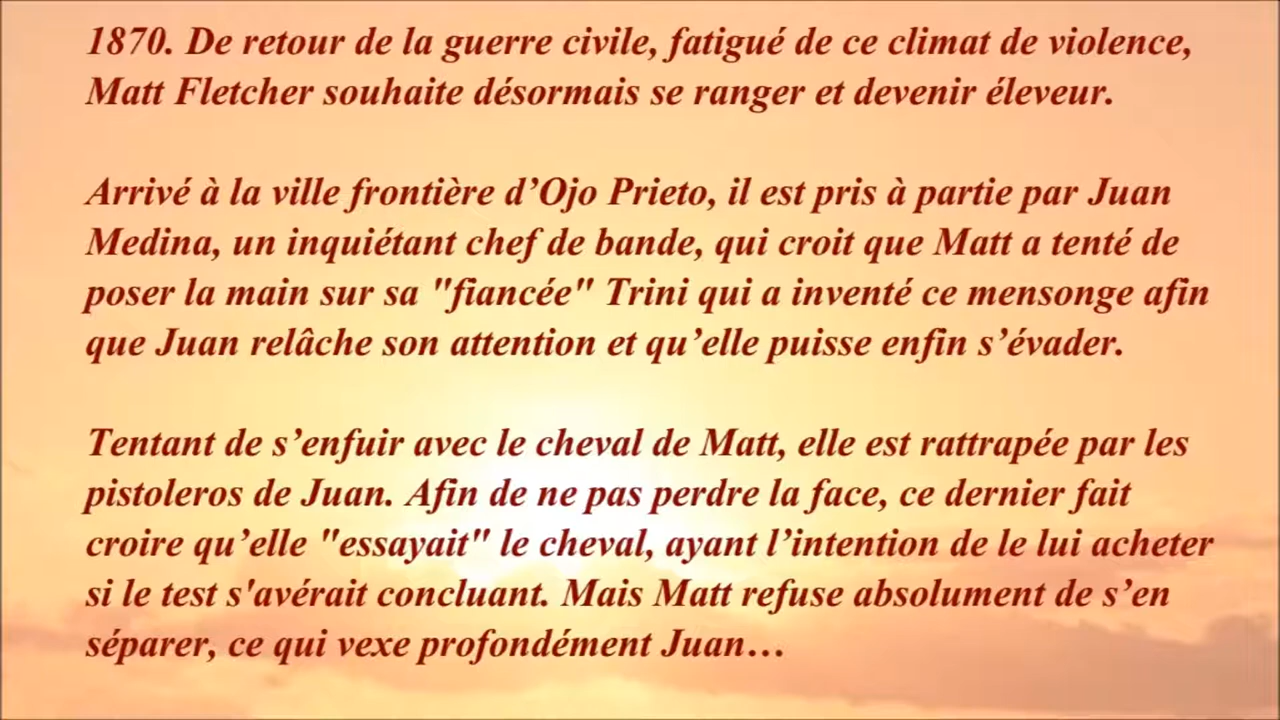 1870. De retour de la guerre civile, fatigué de ce climat de violence,
Matt Fletcher souhaite désormais se ranger et devenir éleveur.
Arrivé à la ville frontière d’Ojo Prieto, il est pris à partie par Juan
Medina, un inquiétant chef de bande, qui croit que Matt a tenté de
poser la main sur sa "fiancée" Trini qui a inventé ce mensonge afin
que Juan relâche son attention et qu’elle puisse enfin s’évader.
Tentant de s’enfuir avec le cheval de Matt, elle est rattrapée par les
pistoleros de Juan. Afin de ne pas perdre la face, ce dernier fait
croire qu’elle "essayait" le cheval, ayant l’intention de le lui acheter
si le test s'avérait concluant. Mais Matt refuse absolument de s’en
séparer, ce qui vexe profondément Juan…